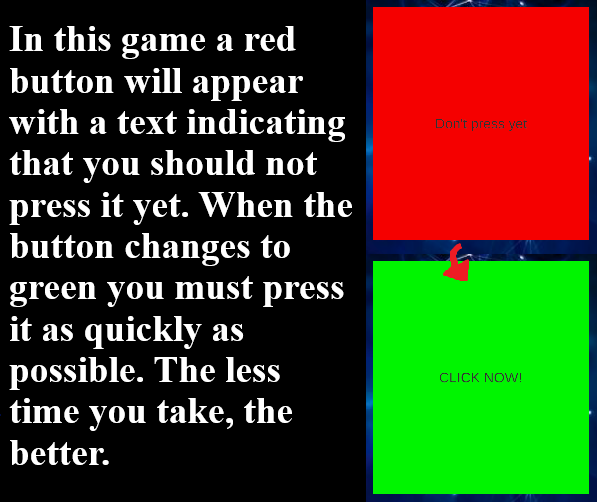 In this game a red
button will appear
with a text indicating
that you should not
press it yet. When the
button changes to
green you must press
it as quickly as
possible. The less
time you take, the
better.
Don't press yet
CLICK NOW!